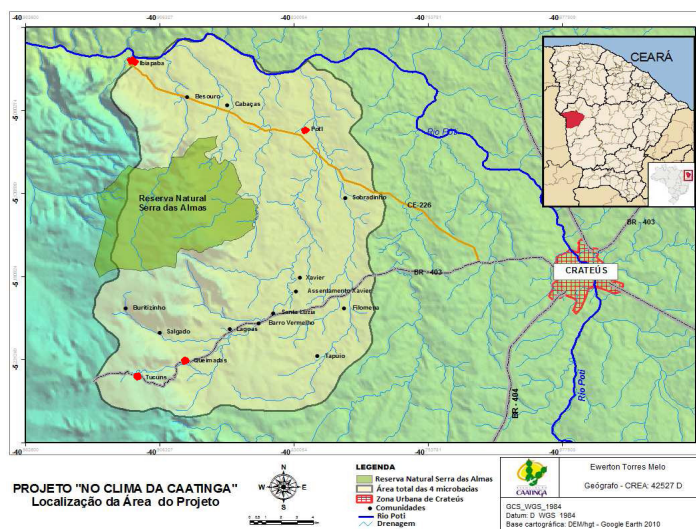 CEARÁ
Ibiapaba
Besouro
Cabaças
Poti
Rio Poti
Reserva Natural
Serra das Almas
Sobradinho
CE-226
BR - 403
BR - 403
CRATEÚS
Xavier
Assentamento Xavier
Buritizinho
Santa Luzia
Filomena
Barro Vermelho
Salgado
Lagoas
Queimadas
Tapuio
Tucuns
BR - 404
Rio Poti
PROJETO "NO CLIMA DA CAATINGA"
Localização da Área do Projeto
N
W
E
S
LEGENDA
Reserva Natural Serra das Almas
Área total das 4 microbacias
Zona Urbana de Crateús
Comunidades
Rio Poti
Drenagem
CAATINGA
Ewerton Torres Melo
Geógrafo - CREA: 42527 D
GCS_WGS_1984
Datum: D_WGS_1984
Base cartográfica: DEM/hgt - Google Earth 2010